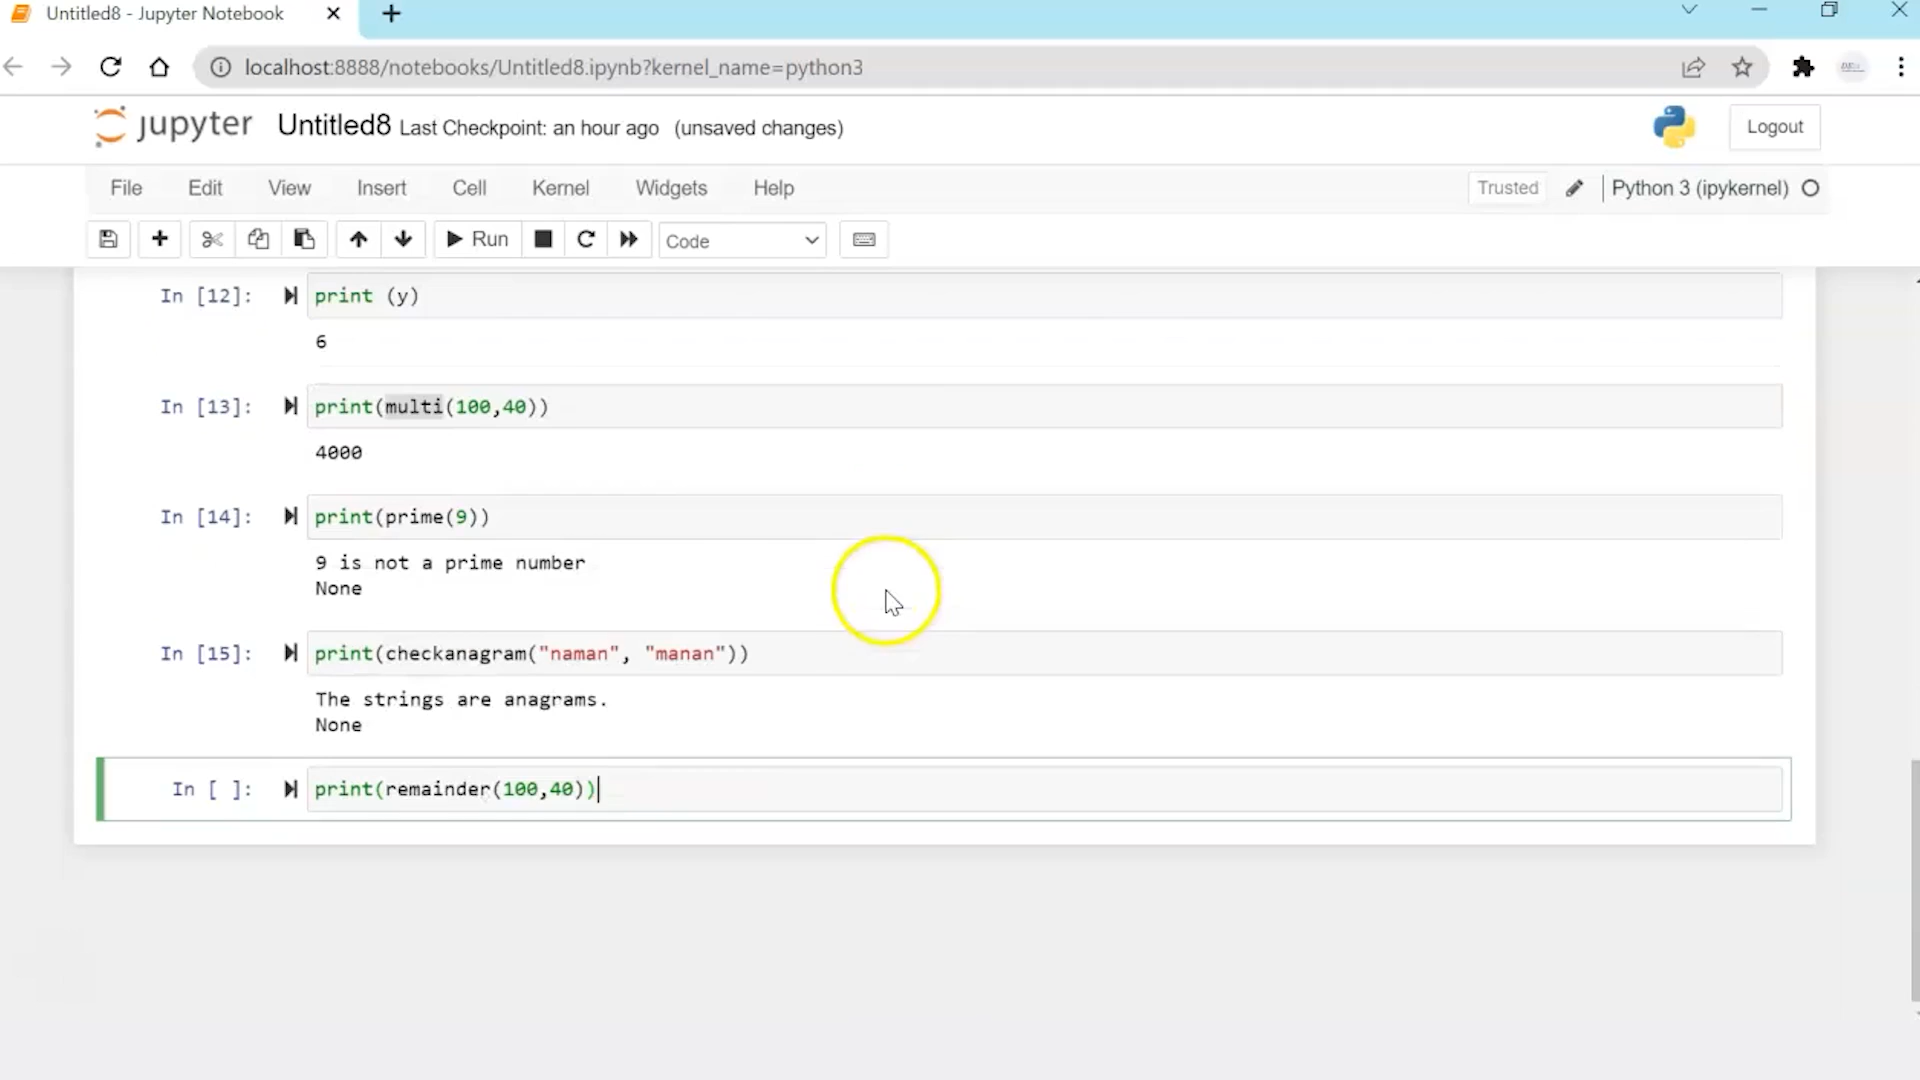 Untitled8 - Jupyter Notebook
localhost:8888/notebooks/Untitled8.ipynb?kernel_name=python3
jupyter Untitled8 Last Checkpoint: an hour ago (unsaved changes)
Logout
File Edit View Insert Cell Kernel Widgets Help
Trusted Python 3 (ipykernel)
Run Code
In [12]: print (y)
6
In [13]: print(multi(100,40))
4000
In [14]: print(prime(9))
9 is not a prime number
None
In [15]: print(checkanagram("naman", "manan"))
The strings are anagrams.
None
In [ ]: print(remainder(100,40))